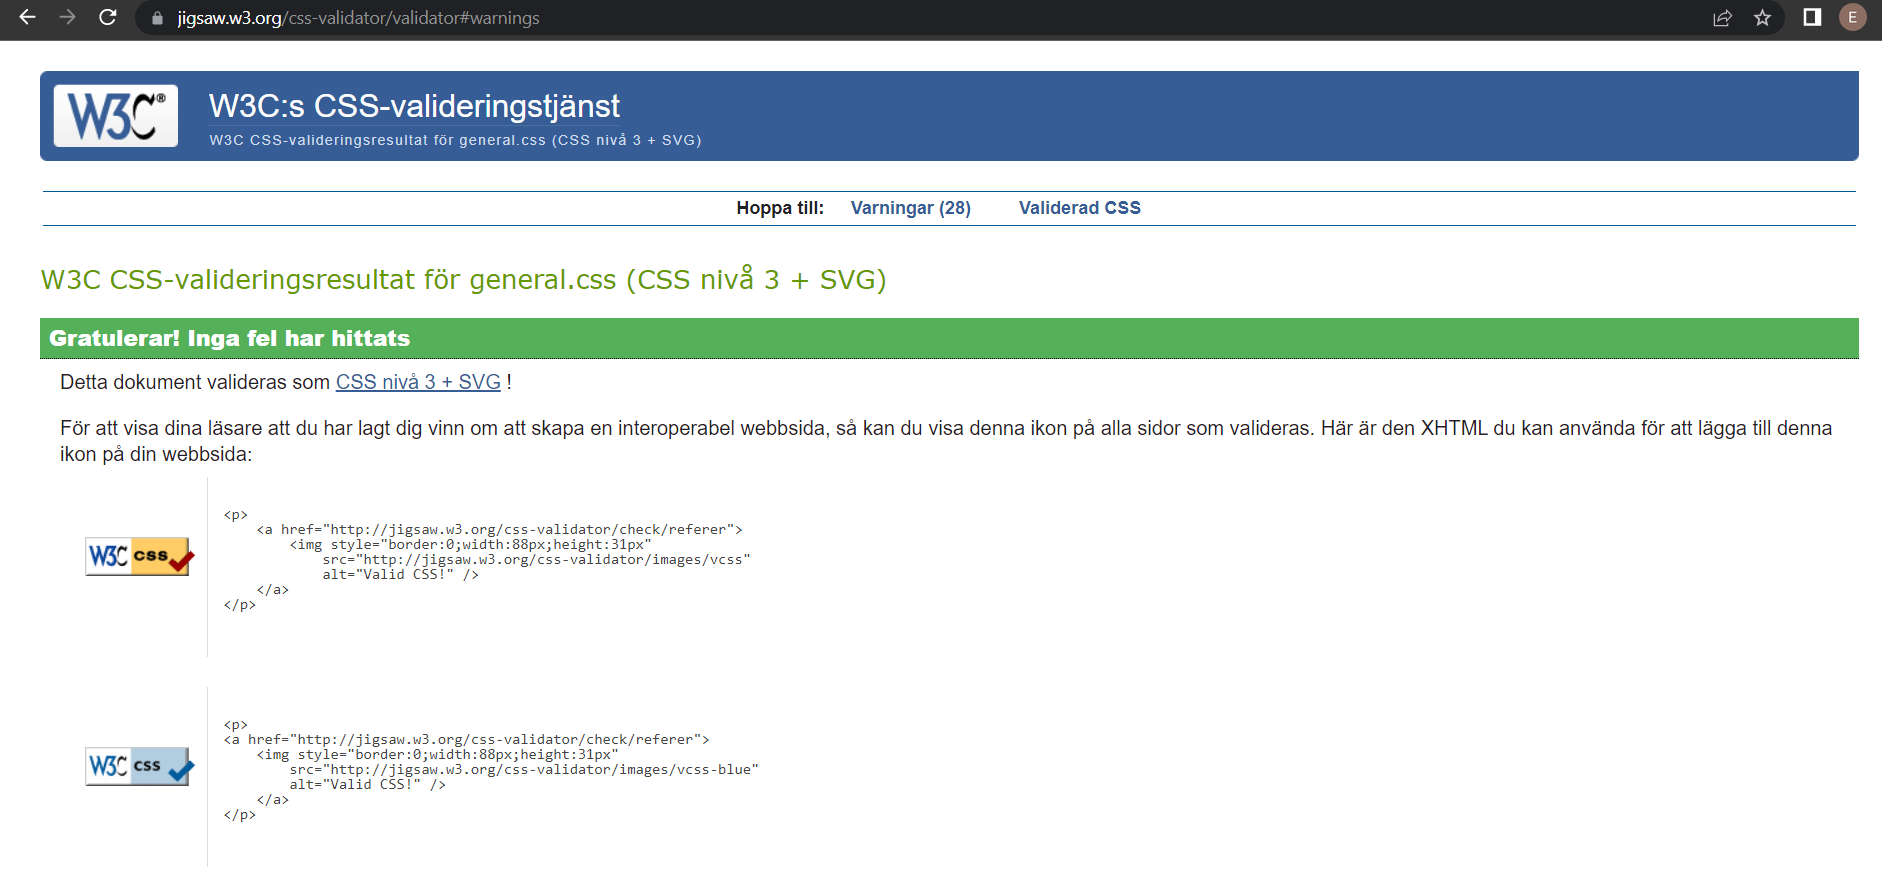 jigsaw.w3.org/css-validator/validator#warnings
E
W3C®
W3C:s CSS-valideringstjänst
W3C CSS-valideringsresultat för general.css (CSS nivå 3 + SVG)
Hoppa till: Varningar (28) Validerad CSS
W3C CSS-valideringsresultat för general.css (CSS nivå 3 + SVG)
Gratulerar! Inga fel har hittats
Detta dokument valideras som CSS nivå 3 + SVG !
För att visa dina läsare att du har lagt dig vinn om att skapa en interoperabel webbsida, så kan du visa denna ikon på alla sidor som valideras. Här är den XHTML du kan använda för att lägga till denna
ikon på din webbsida:
W3C css
<p>
    <a href="http://jigsaw.w3.org/css-validator/check/referer">
        <img style="border:0;width:88px;height:31px"
            src="http://jigsaw.w3.org/css-validator/images/vcss"
            alt="Valid CSS!" />
    </a>
</p>
W3C css
<p>
<a href="http://jigsaw.w3.org/css-validator/check/referer">
    <img style="border:0;width:88px;height:31px"
        src="http://jigsaw.w3.org/css-validator/images/vcss-blue"
        alt="Valid CSS!" />
    </a>
</p>